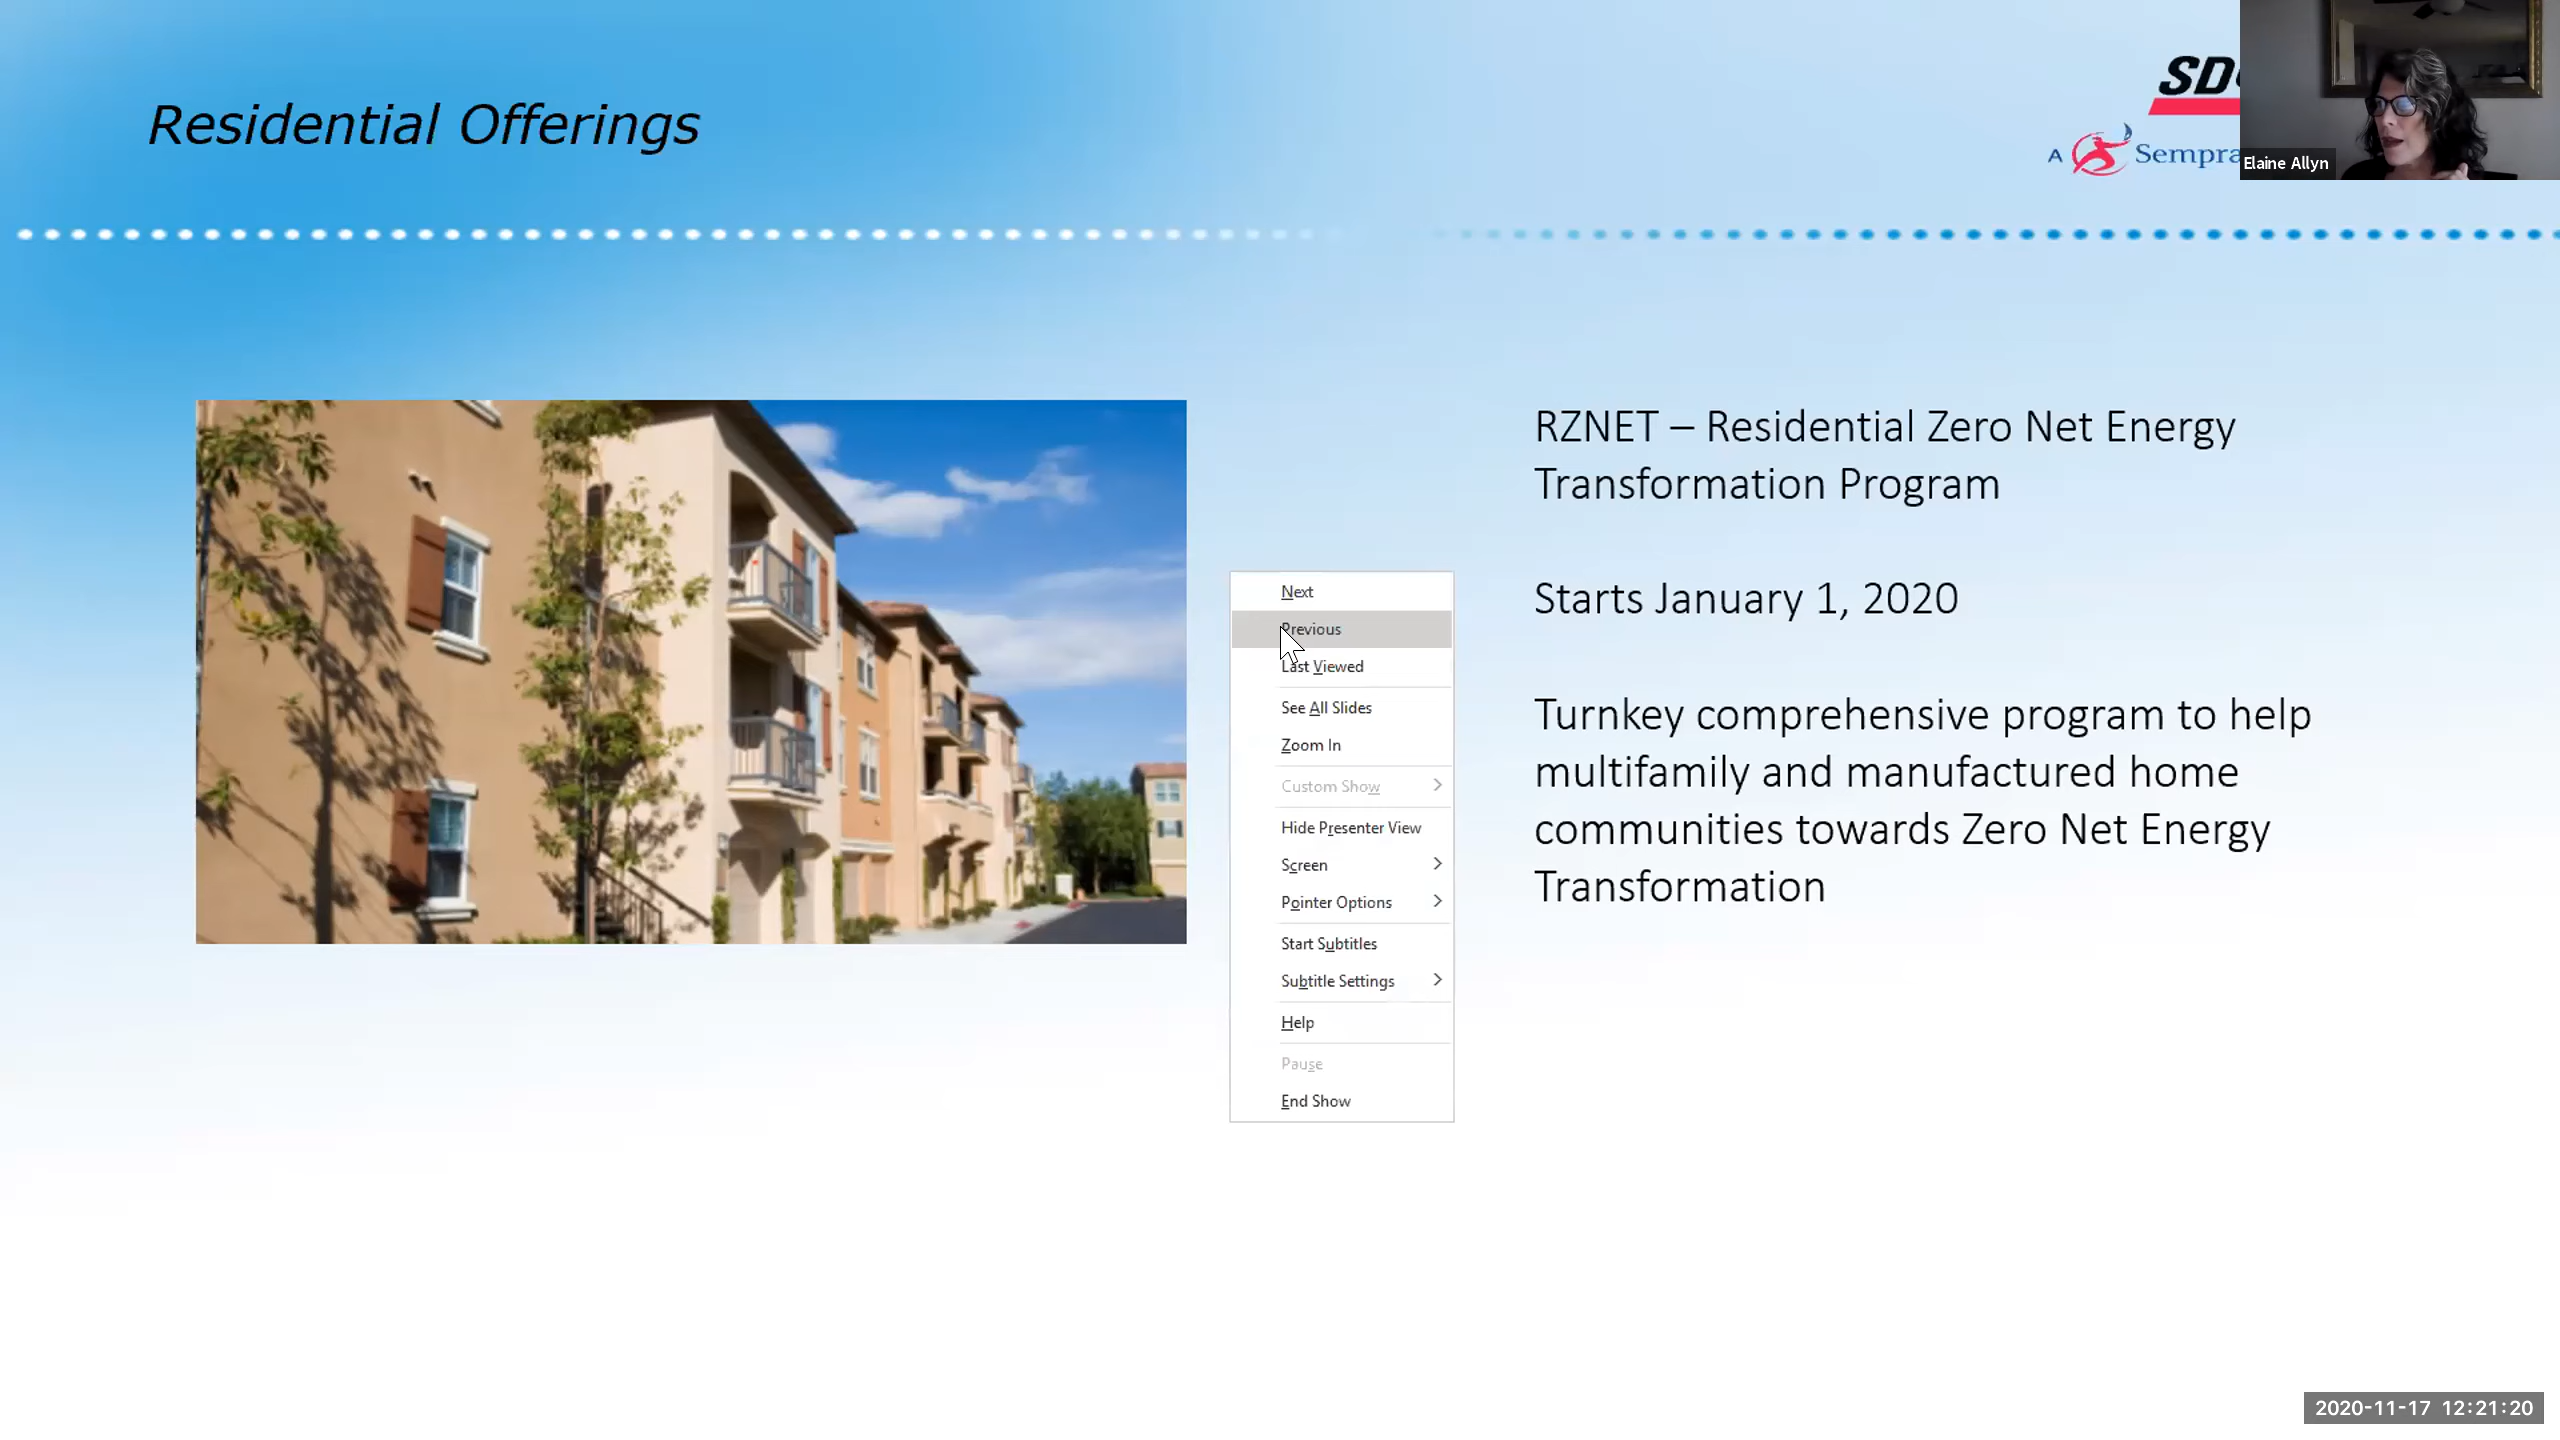 Residential Offerings
SD
A Sempra
Elaine Allyn
RZNET – Residential Zero Net Energy
Transformation Program
Starts January 1, 2020
Turnkey comprehensive program to help
multifamily and manufactured home
communities towards Zero Net Energy
Transformation
Next
Previous
Last Viewed
See All Slides
Zoom In
Custom Show
Hide Presenter View
Screen
Pointer Options
Start Subtitles
Subtitle Settings
Help
Pause
End Show
2020-11-17 12:21:20